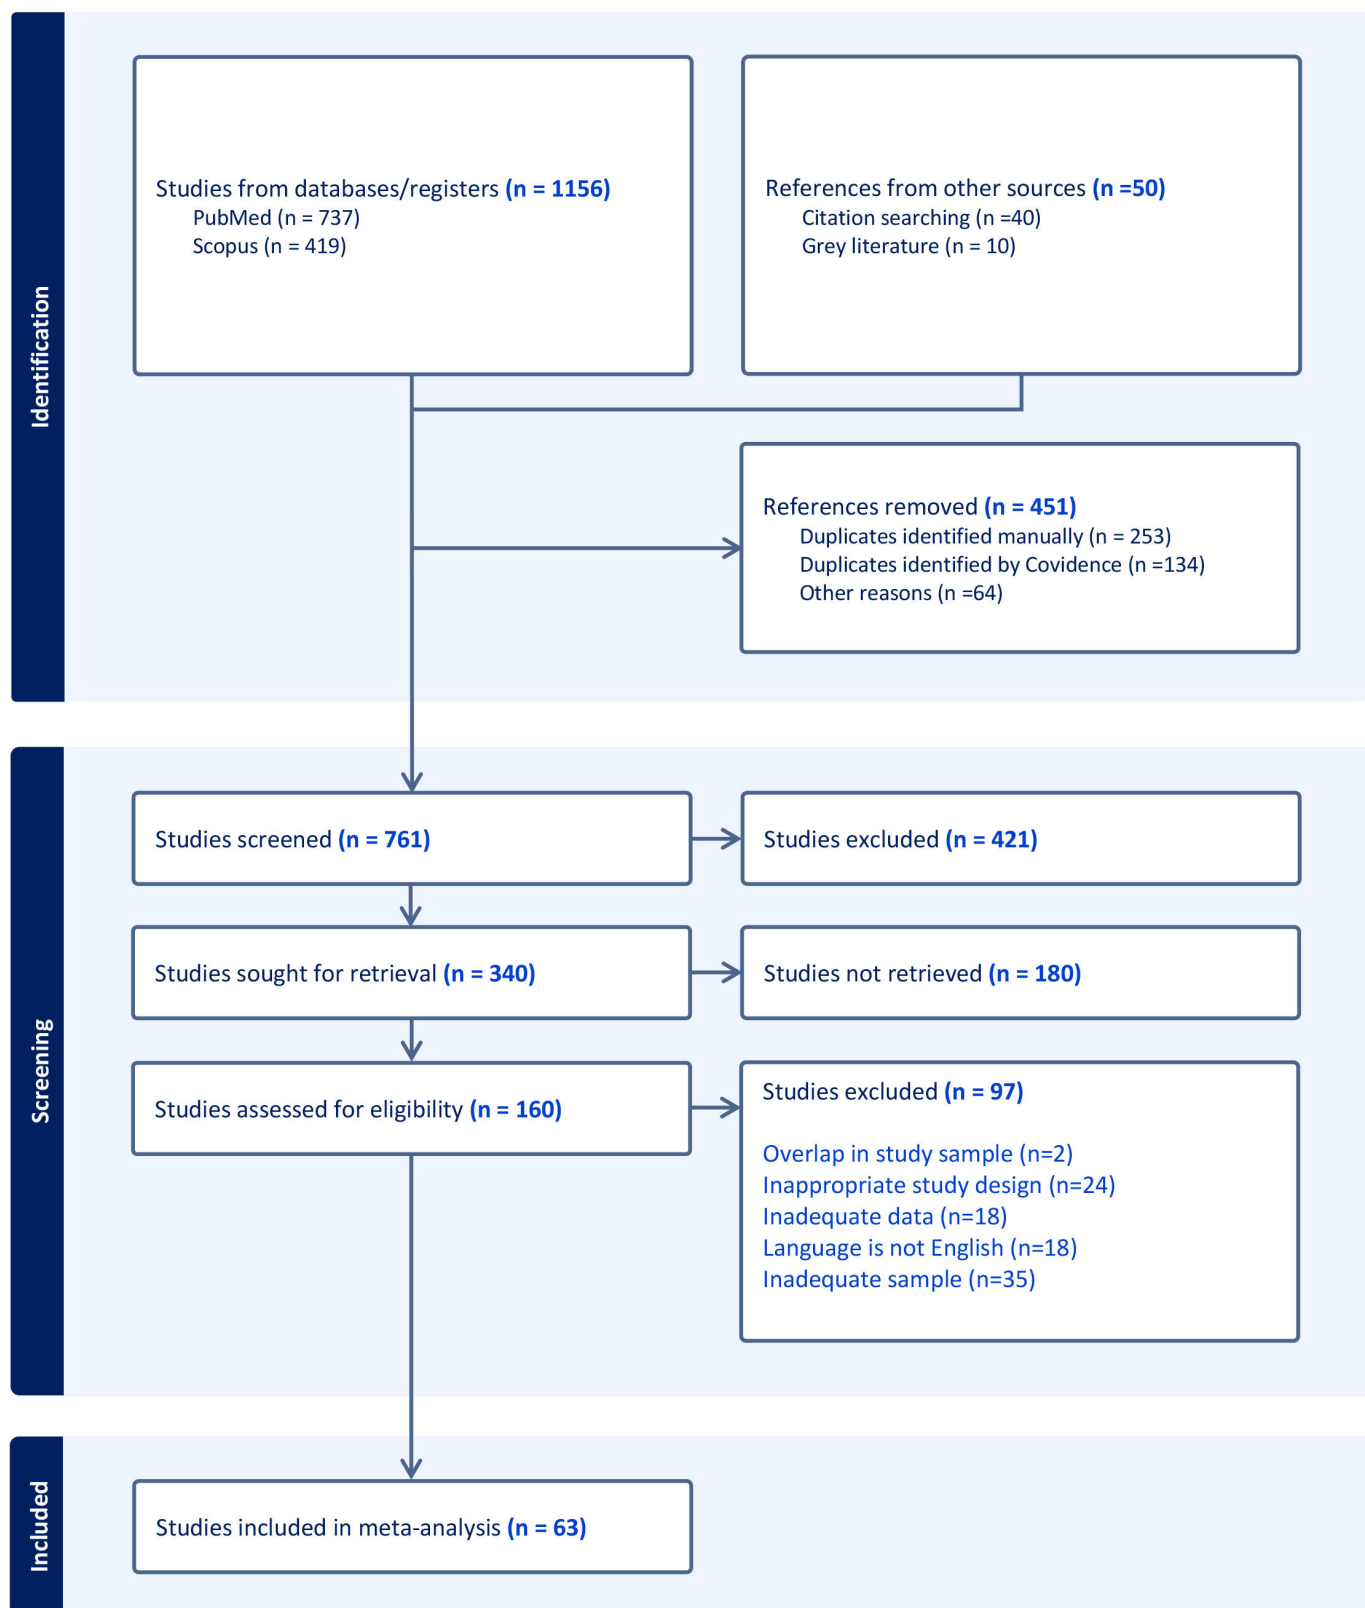 Identification
Studies from databases/registers (n = 1156)
PubMed (n = 737)
Scopus (n = 419)
References from other sources (n =50)
Citation searching (n =40)
Grey literature (n = 10)
References removed (n = 451)
Duplicates identified manually (n = 253)
Duplicates identified by Covidence (n =134)
Other reasons (n =64)
Screening
Studies screened (n = 761)
Studies excluded (n = 421)
Studies sought for retrieval (n = 340)
Studies not retrieved (n = 180)
Studies assessed for eligibility (n = 160)
Studies excluded (n = 97)
Overlap in study sample (n=2)
Inappropriate study design (n=24)
Inadequate data (n=18)
Language is not English (n=18)
Inadequate sample (n=35)
Included
Studies included in meta-analysis (n = 63)